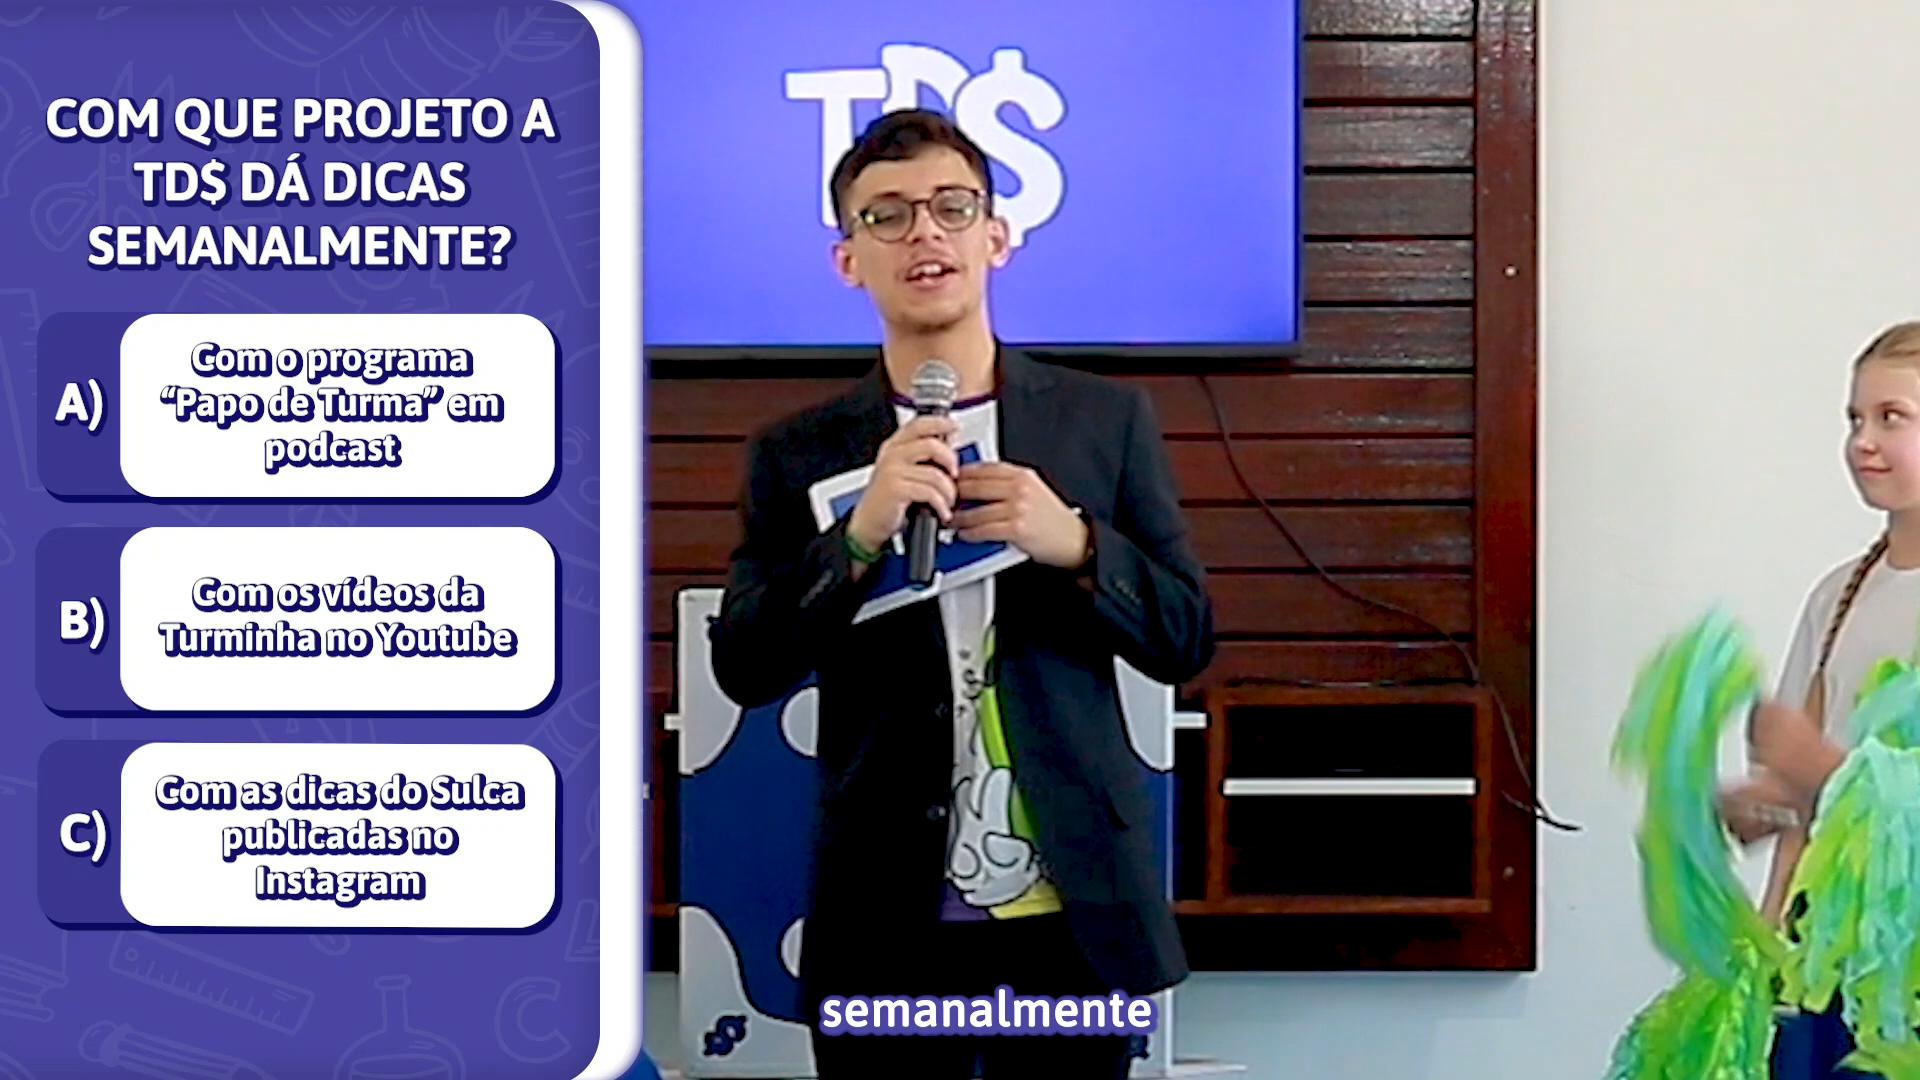 COM QUE PROJETO A
TD$ DÁ DICAS
SEMANALMENTE?
A)
Com o programa
“Papo de Turma” em
podcast
B)
Com os vídeos da
Turminha no Youtube
C)
Com as dicas do Sulca
publicadas no
Instagram
TD$
semanalmente